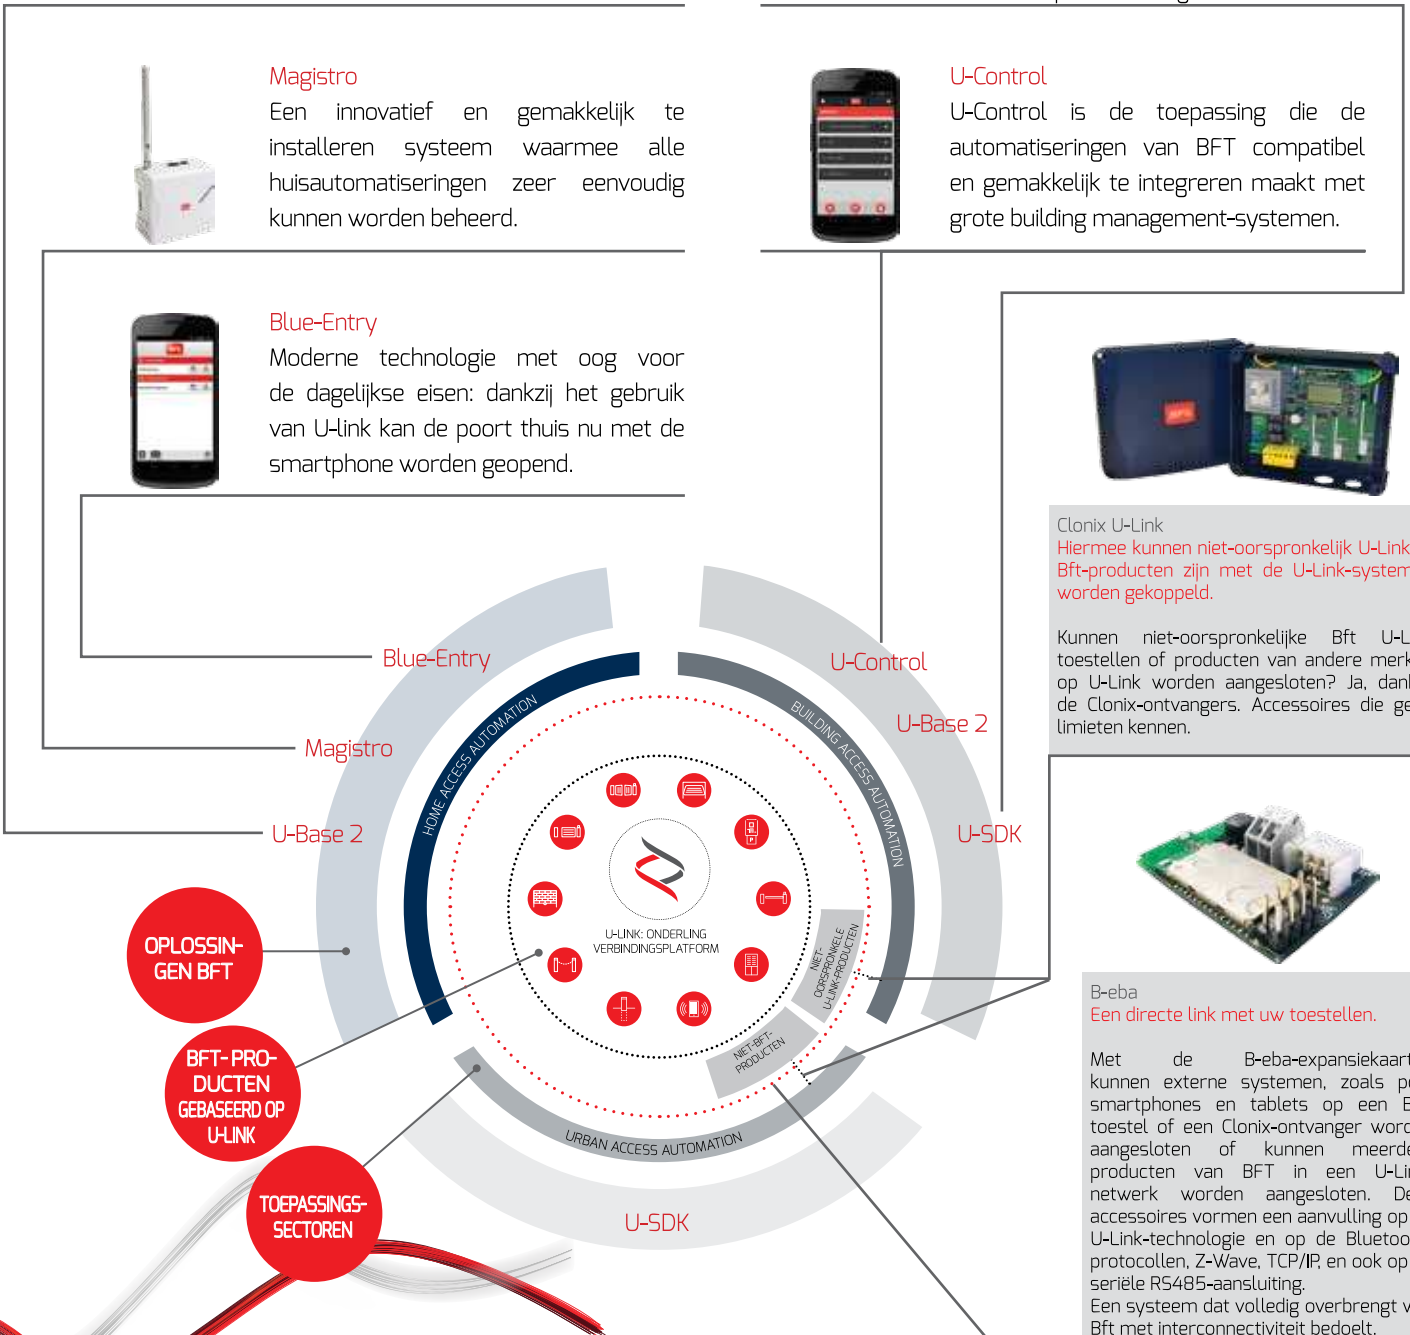 Magistro
Een innovatief en gemakkelijk te
installeren systeem waarmee alle
huisautomatiseringen zeer eenvoudig
kunnen worden beheerd.
U-Control
U-Control is de toepassing die de
automatiseringen van BFT compatibel
en gemakkelijk te integreren maakt met
grote building management-systemen.
Blue-Entry
Moderne technologie met oog voor
de dagelijkse eisen: dankzij het gebruik
van U-link kan de poort thuis nu met de
smartphone worden geopend.
Clonix U-Link
Hiermee kunnen niet-oorspronkelijk U-Link
Bft-producten zijn met de U-Link-system
worden gekoppeld.
Kunnen niet-oorspronkelijke Bft U-L
toestellen of producten van andere merk
op U-Link worden aangesloten? Ja, dank
de Clonix-ontvangers. Accessoires die ge
limieten kennen.
Blue-Entry
Magistro
U-Base 2
U-Control
U-Base 2
U-SDK
HOME ACCESS AUTOMATION
BUILDING ACCESS AUTOMATION
U-LINK: ONDERLING
VERBINDINGSPLATFORM
NIET-
OORSPRONKELE
U-LINK-PRODUCTEN
NIET-BFT-
PRODUCTEN
URBAN ACCESS AUTOMATION
U-SDK
OPLOSSIN-
GEN BFT
BFT- PRO-
DUCTEN
GEBASEERD OP
U-LINK
TOEPASSINGS-
SECTOREN
B-eba
Een directe link met uw toestellen.
Met de B-eba-expansiekaart
kunnen externe systemen, zoals p
smartphones en tablets op een B
toestel of een Clonix-ontvanger word
aangesloten of kunnen meerde
producten van BFT in een U-Li
netwerk worden aangesloten. De
accessoires vormen een aanvulling op
U-Link-technologie en op de Bluetoo
protocollen, Z-Wave, TCP/IP, en ook op
seriële RS485-aansluiting.
Een systeem dat volledig overbrengt v
Bft met interconnectiviteit bedoelt.